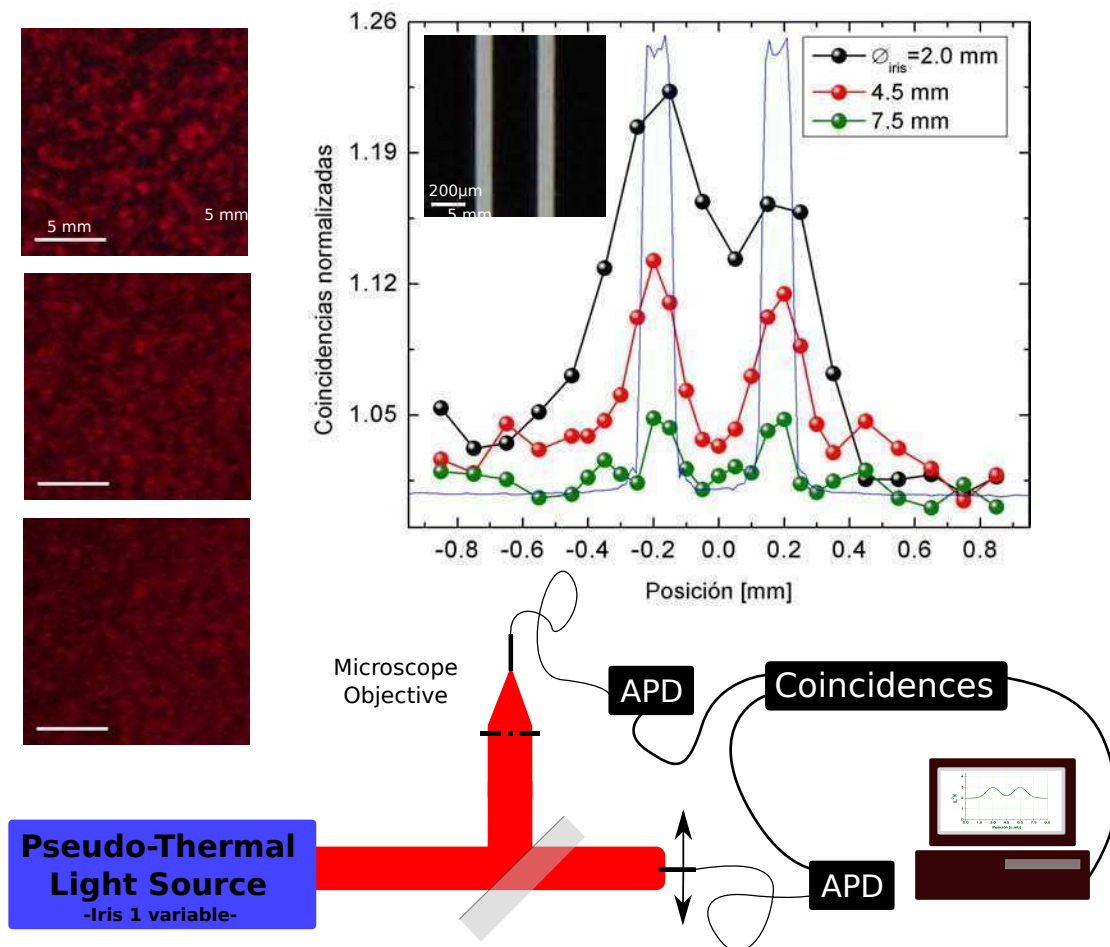 5 mm
5 mm
1.26
1.19
1.12
1.05
Coincidencias normalizadas
200μm
5 mm
∅iris=2.0 mm
4.5 mm
7.5 mm
-0.8 -0.6 -0.4 -0.2 0.0 0.2 0.4 0.6 0.8
Posición [mm]
Microscope
Objective
APD
Coincidences
Pseudo-Thermal
Light Source
-Iris 1 variable-
APD